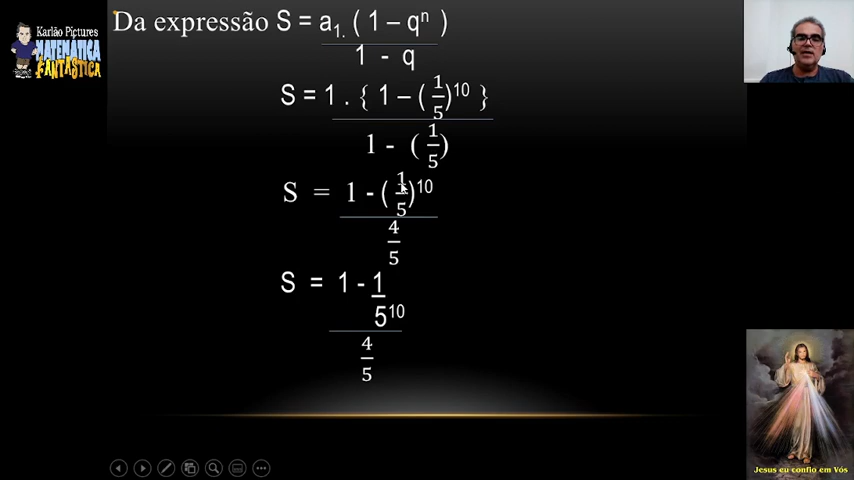 Karlão Pictures
MATEMÁTICA
FANTÁSTICA
Da expressão S = a₁. ( 1 – qⁿ )
1 - q
S = 1 . { 1 – ( 1/5 )¹⁰ }
1 - ( 1/5 )
S = 1 - ( 1/5 )¹⁰
4/5
S = 1 - 1
5¹⁰
4/5
Jesus eu confio em Vós